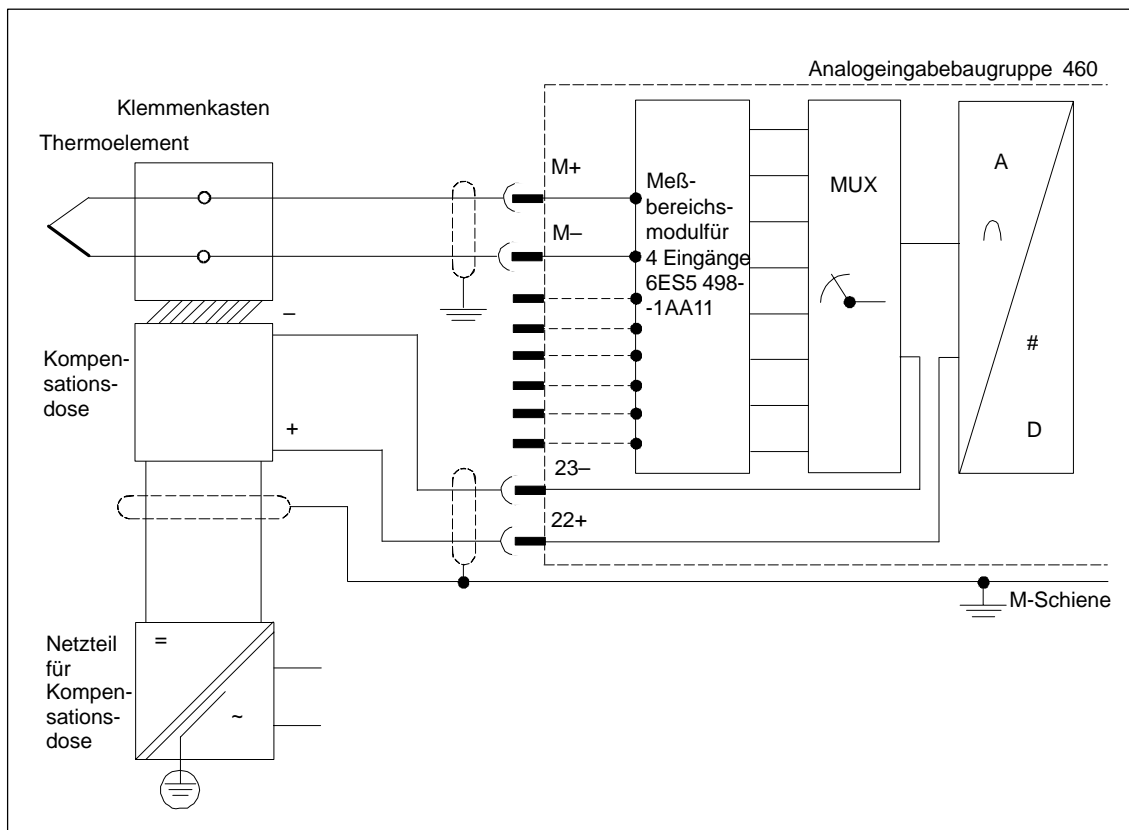 Analogeingabebaugruppe 460
Klemmenkasten
Thermoelement
M+
M–
Meß-
bereichs-
modulfür
4 Eingänge
6ES5 498-
-1AA11
MUX
A
∩
#
D
–
Kompen-
sations-
dose
+
23–
22+
M-Schiene
Netzteil
für
Kompen-
sations-
dose
=
~